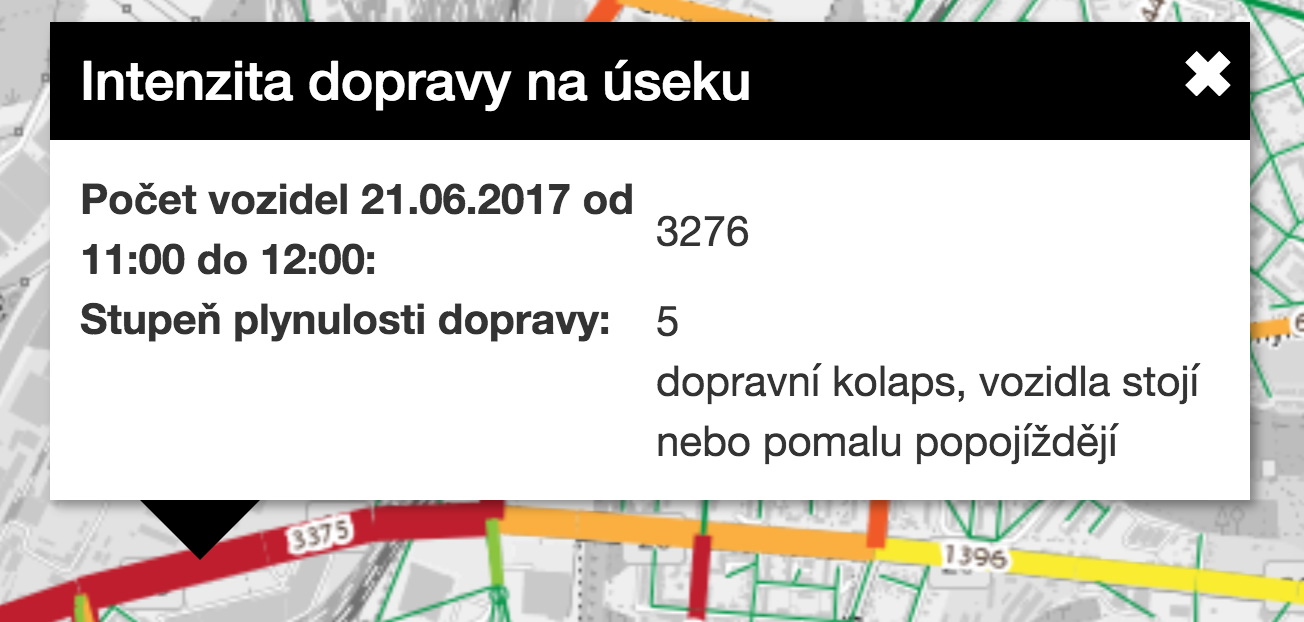 Intenzita dopravy na úseku
Počet vozidel 21.06.2017 od
11:00 do 12:00:
3276
Stupeň plynulosti dopravy:
5
dopravní kolaps, vozidla stojí
nebo pomalu popojíždějí
3375
1396